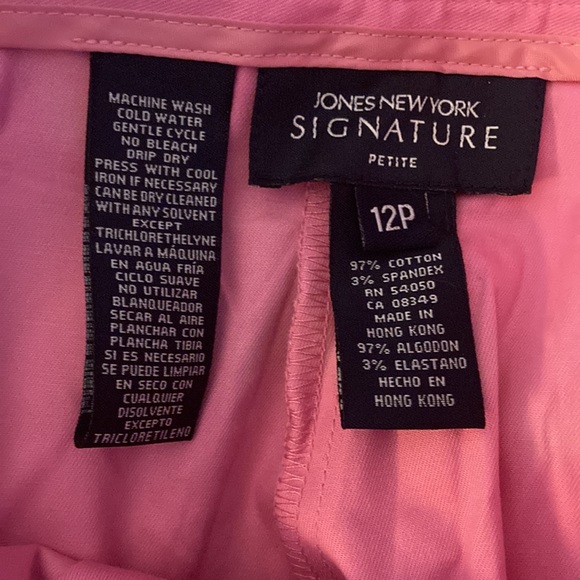 MACHINE WASH
COLD WATER
GENTLE CYCLE
NO BLEACH
DRIP DRY
PRESS WITH COOL
IRON IF NECESSARY
CAN BE DRY CLEANED
WITH ANY SOLVENT
EXCEPT
TRICHLORETHELYNE
LAVAR A MÁQUINA
EN AGUA FRÍA
CICLO SUAVE
NO UTILIZAR
BLANQUEADOR
SECAR AL AIRE
PLANCHAR CON
PLANCHA TIBIA
SI ES NECESARIO
SE PUEDE LIMPIAR
EN SECO CON
CUALQUIER
DISOLVENTE
EXCEPTO
TRICLORETILENO
JONES NEW YORK
SIGNATURE
PETITE
12P
97% COTTON
3% SPANDEX
RN 54050
CA 08349
MADE IN
HONG KONG
97% ALGODON
3% ELASTANO
HECHO EN
HONG KONG